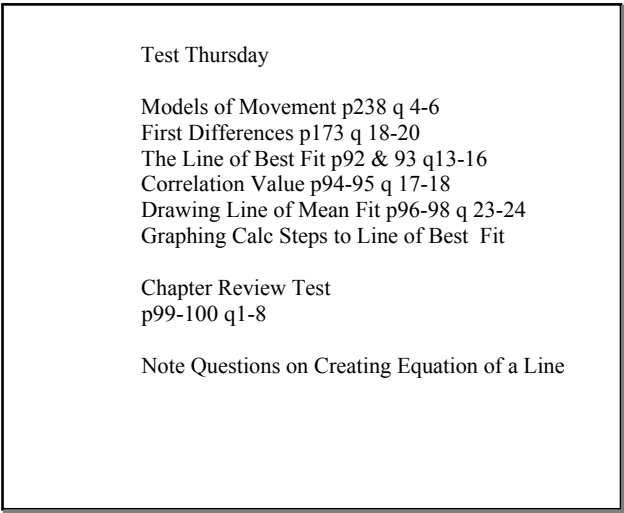 Test Thursday
Models of Movement p238 q 4-6
First Differences p173 q 18-20
The Line of Best Fit p92 & 93 q13-16
Correlation Value p94-95 q 17-18
Drawing Line of Mean Fit p96-98 q 23-24
Graphing Calc Steps to Line of Best  Fit
Chapter Review Test
p99-100 q1-8
Note Questions on Creating Equation of a Line